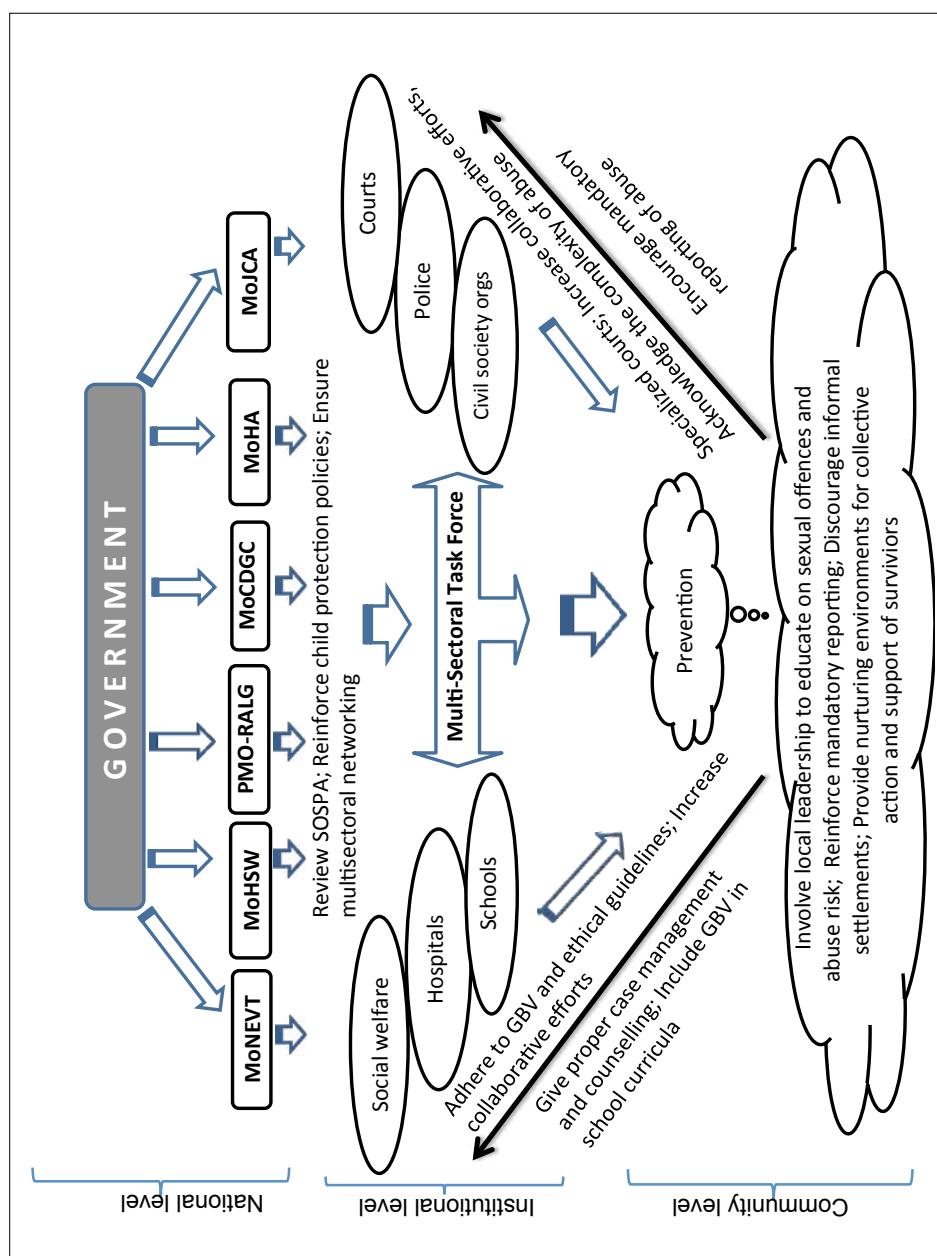 GOVERNMENT
MoNEVT
MoHSW
PMO-RALG
MoCDGC
MoHA
MoJCA
National level
Review SOSPA; Reinforce child protection policies; Ensure
multisectoral networking
Institutional level
Social welfare
Hospitals
Schools
Multi-Sectoral Task Force
Courts
Police
Civil society orgs
Adhere to GBV and ethical guidelines; Increase
collaborative efforts
Give proper case management
and counselling; Include GBV in
school curricula
Specialized courts; Increase collaborative efforts,
Acknowledge the complexity of abuse
Encourage mandatory
reporting of abuse
Prevention
Community level
Involve local leadership to educate on sexual offences and
abuse risk; Reinforce mandatory reporting; Discourage informal
settlements; Provide nurturing environments for collective
action and support of surviviors